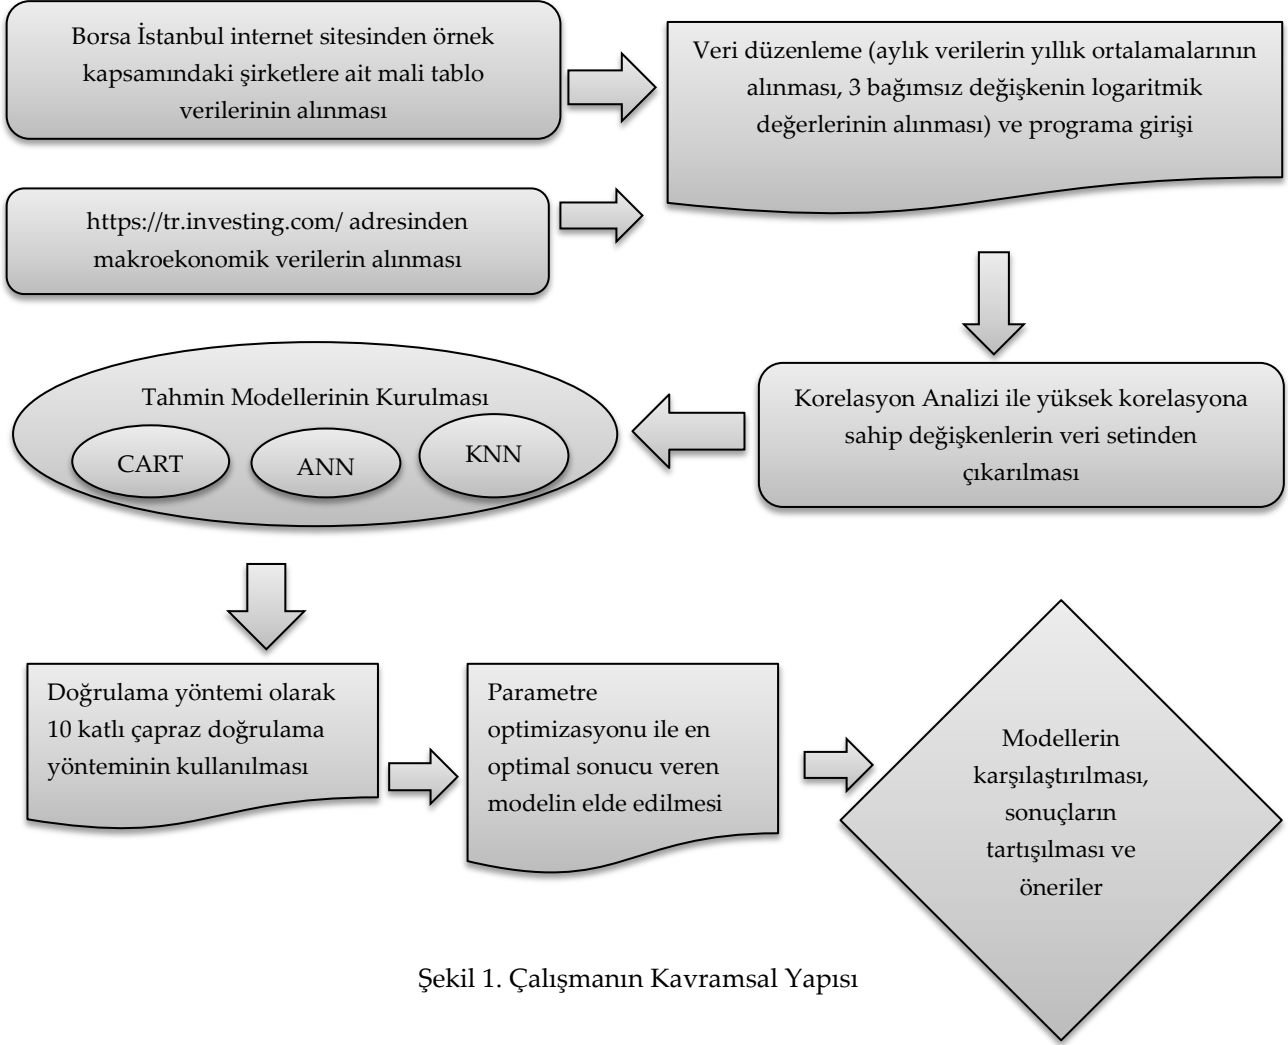 Borsa İstanbul internet sitesinden örnek
kapsamındaki şirketlere ait mali tablo
verilerinin alınması
Veri düzenleme (aylık verilerin yıllık ortalamalarının
alınması, 3 bağımsız değişkenin logaritmik
değerlerinin alınması) ve programa girişi
https://tr.investing.com/ adresinden
makroekonomik verilerin alınması
Korelasyon Analizi ile yüksek korelasyona
sahip değişkenlerin veri setinden
çıkarılması
Tahmin Modellerinin Kurulması
CART
ANN
KNN
Doğrulama yöntemi olarak
10 katlı çapraz doğrulama
yönteminin kullanılması
Parametre
optimizasyonu ile en
optimal sonucu veren
modelin elde edilmesi
Modellerin
karşılaştırılması,
sonuçların
tartışılması ve
öneriler
Şekil 1. Çalışmanın Kavramsal Yapısı